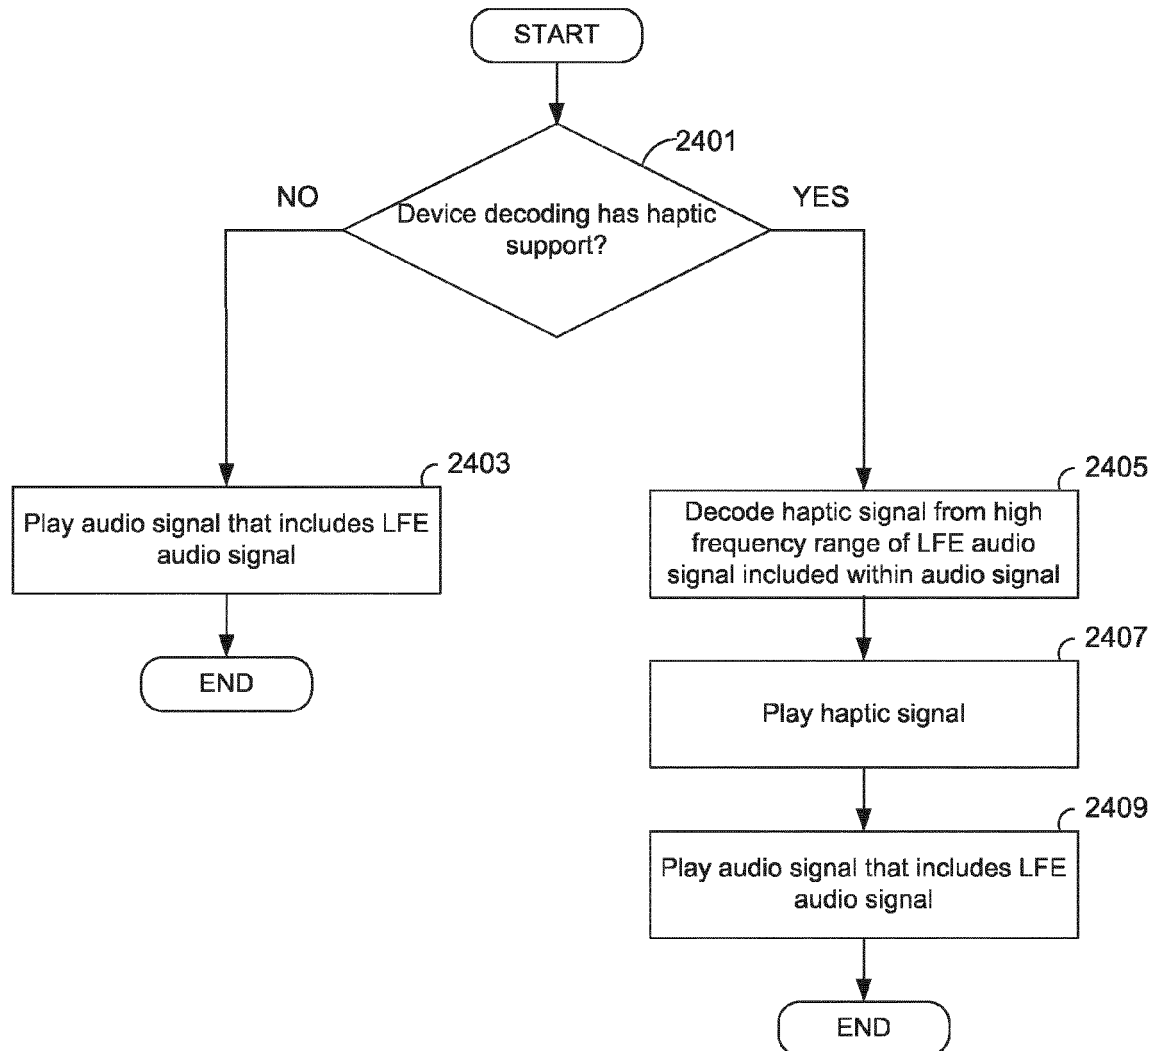 START
2401
NO
YES
Device decoding has haptic
support?
2403
Play audio signal that includes LFE
audio signal
END
2405
Decode haptic signal from high
frequency range of LFE audio
signal included within audio signal
2407
Play haptic signal
2409
Play audio signal that includes LFE
audio signal
END